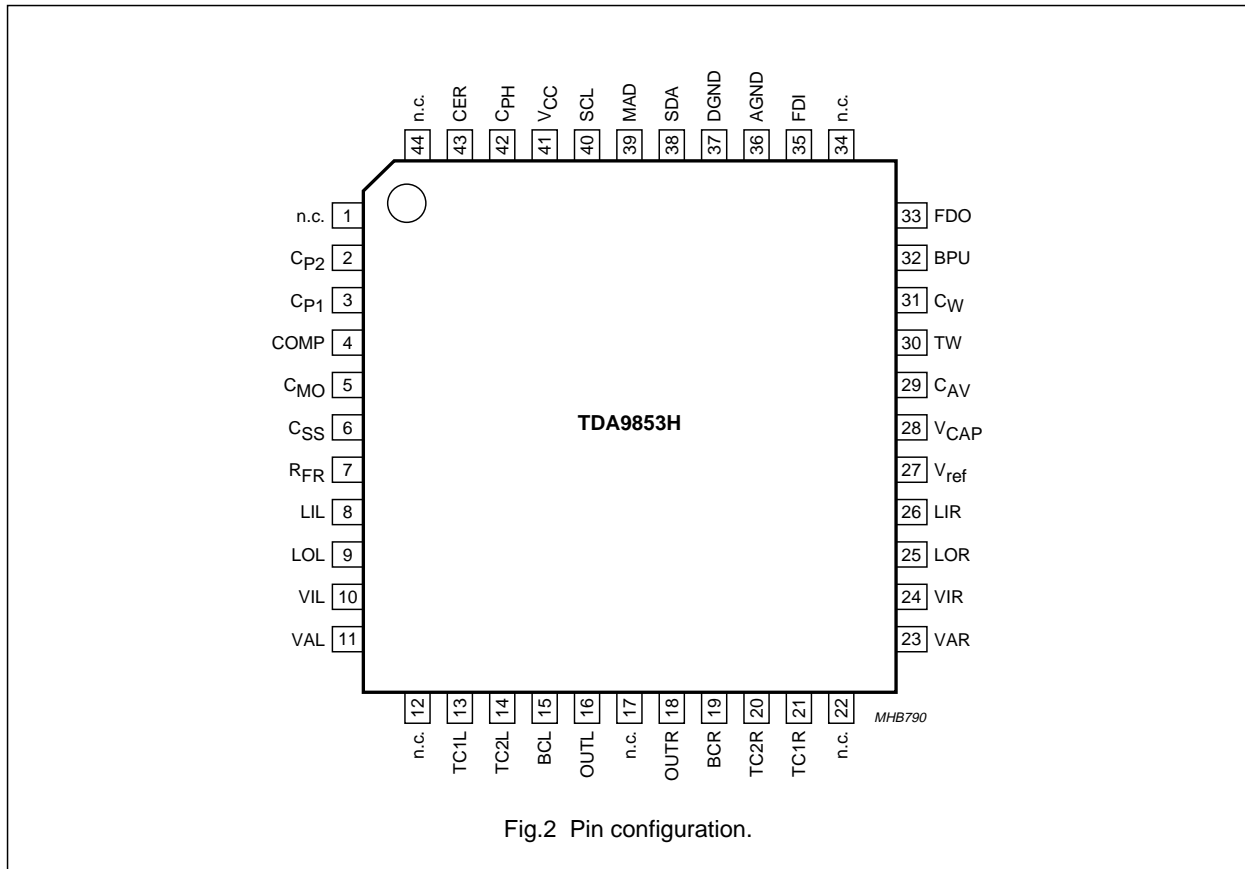 n.c. CER CPH VCC SCL MAD SDA DGND AGND FDI n.c.
44 43 42 41 40 39 38 37 36 35 34
n.c. 1
CP2 2
CP1 3
COMP 4
CMO 5
CSS 6
RFR 7
LIL 8
LOL 9
VIL 10
VAL 11
TDA9853H
33 FDO
32 BPU
31 CW
30 TW
29 CAV
28 VCAP
27 Vref
26 LIR
25 LOR
24 VIR
23 VAR
12 13 14 15 16 17 18 19 20 21 22
n.c. TC1L TC2L BCL OUTL n.c. OUTR BCR TC2R TC1R n.c.
MHB790
Fig.2 Pin configuration.